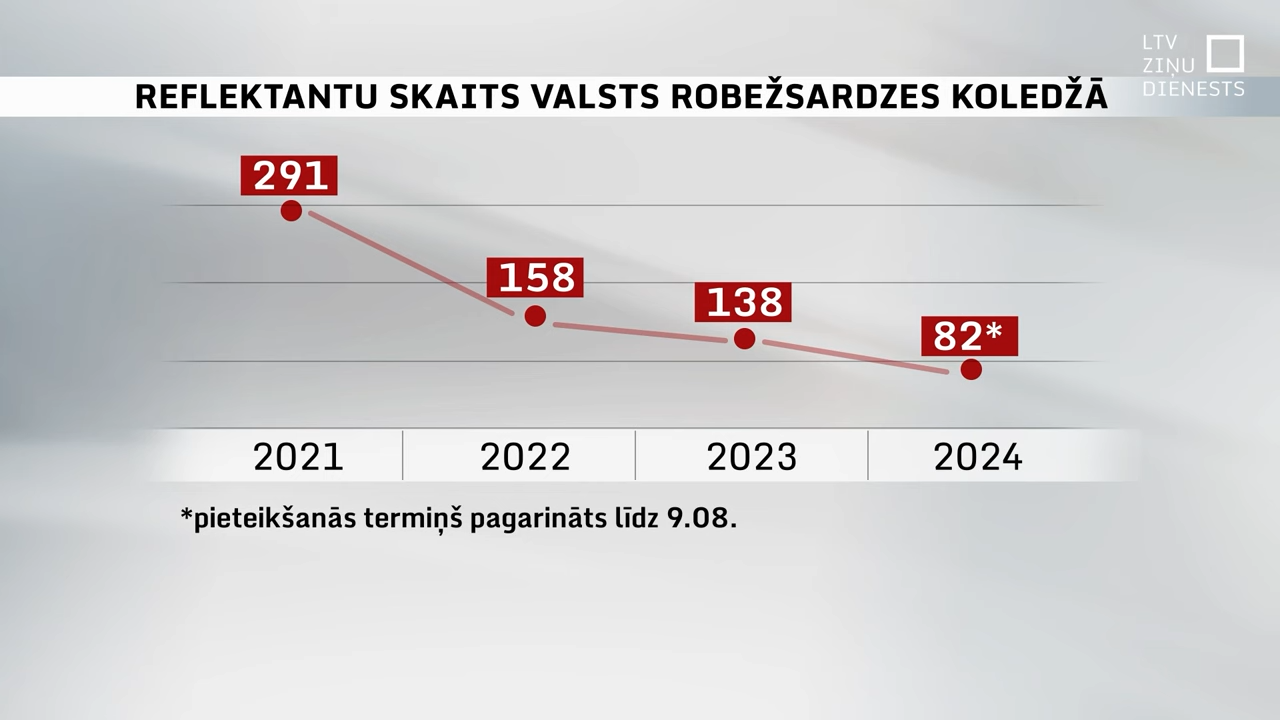 LTV
ZIŅU
DIENESTS
REFLEKTANTU SKAITS VALSTS ROBEŽSARDZES KOLEDŽĀ
291
158
138
82*
2021 2022 2023 2024
*pieteikšanās termiņš pagarināts līdz 9.08.